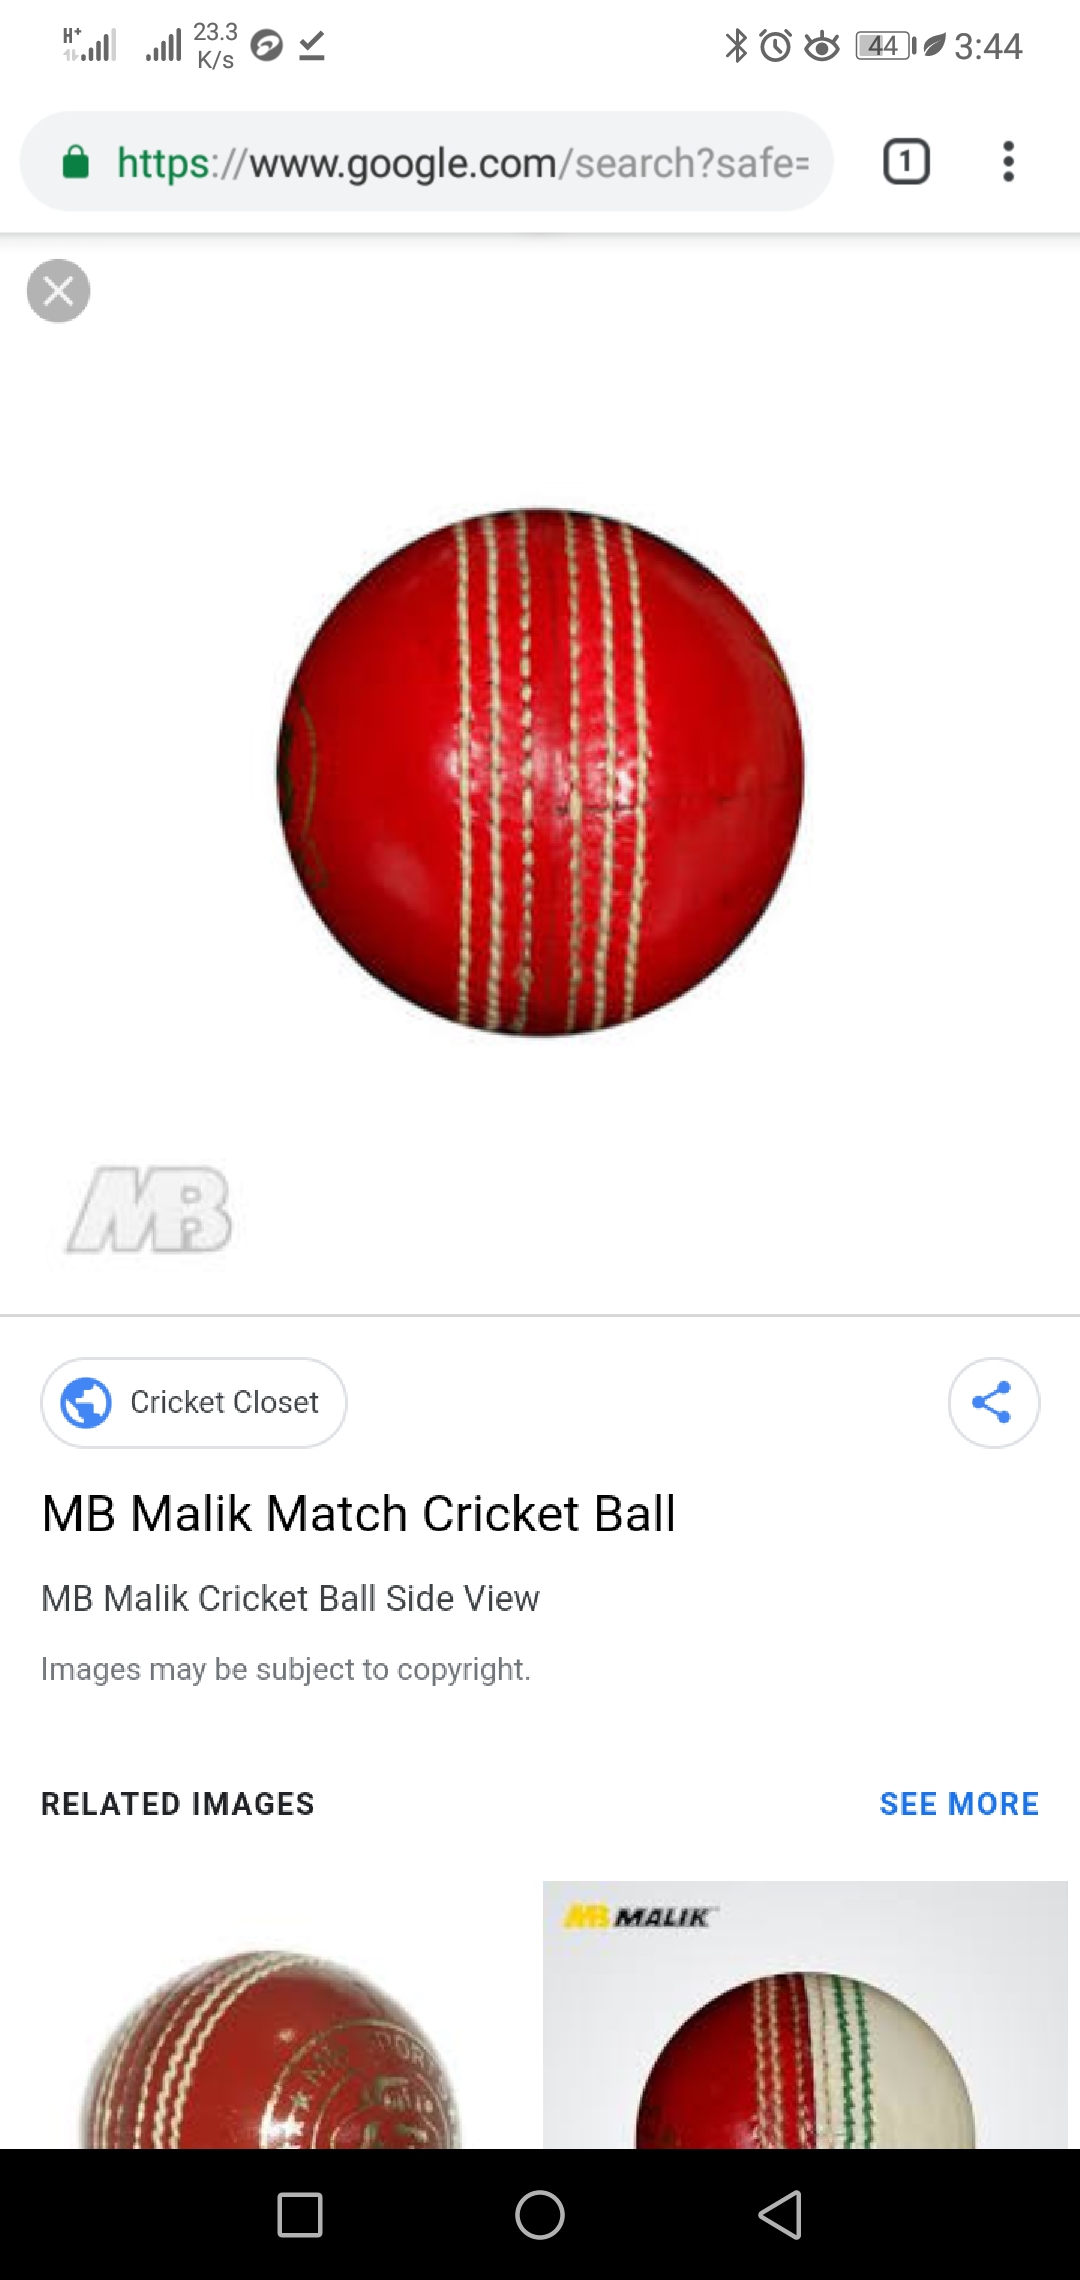 H+
23.3
K/s
44
3:44
https://www.google.com/search?safe=
1
MB
Cricket Closet
MB Malik Match Cricket Ball
MB Malik Cricket Ball Side View
Images may be subject to copyright.
RELATED IMAGES
SEE MORE
MB MALIK